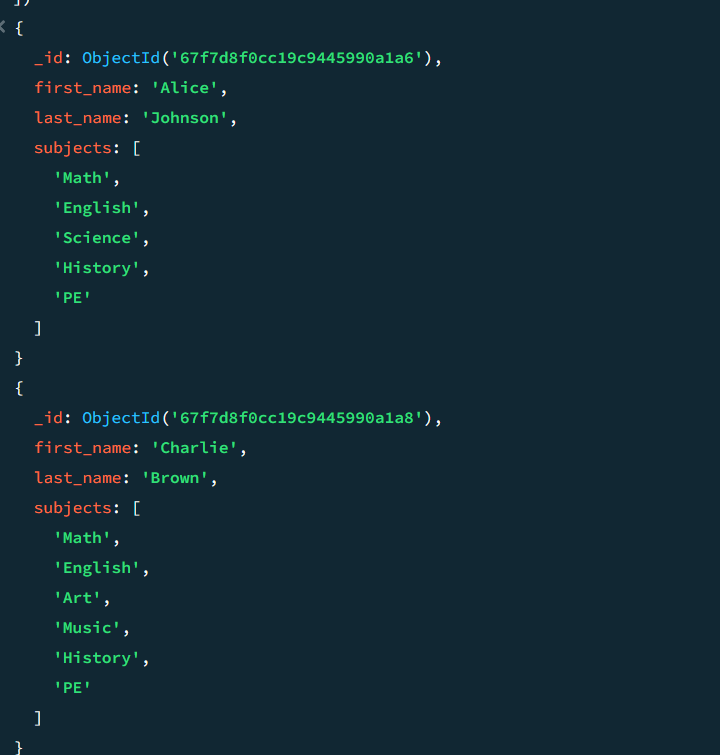 ])
< {
_id: ObjectId('67f7d8f0cc19c9445990a1a6'),
first_name: 'Alice',
last_name: 'Johnson',
subjects: [
'Math',
'English',
'Science',
'History',
'PE'
]
}
{
_id: ObjectId('67f7d8f0cc19c9445990a1a8'),
first_name: 'Charlie',
last_name: 'Brown',
subjects: [
'Math',
'English',
'Art',
'Music',
'History',
'PE'
]
}